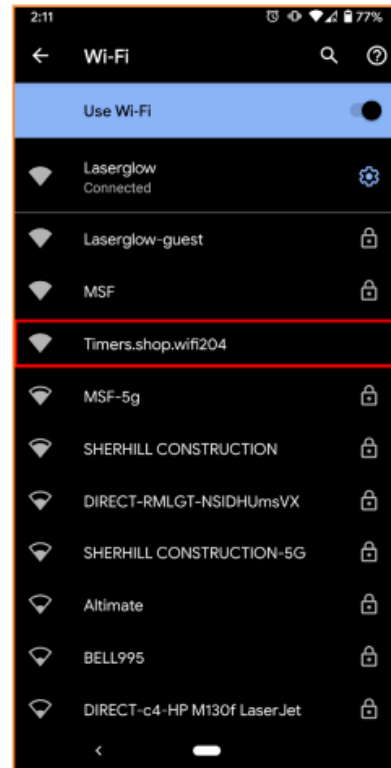 2:11 77%
Wi-Fi
Use Wi-Fi
Laserglow
Connected
Laserglow-guest
MSF
Timers.shop.wifi204
MSF-5g
SHERHILL CONSTRUCTION
DIRECT-RMLGT-NSIDHUmsVX
SHERHILL CONSTRUCTION-5G
Altimate
BELL995
DIRECT-c4-HP M130f LaserJet